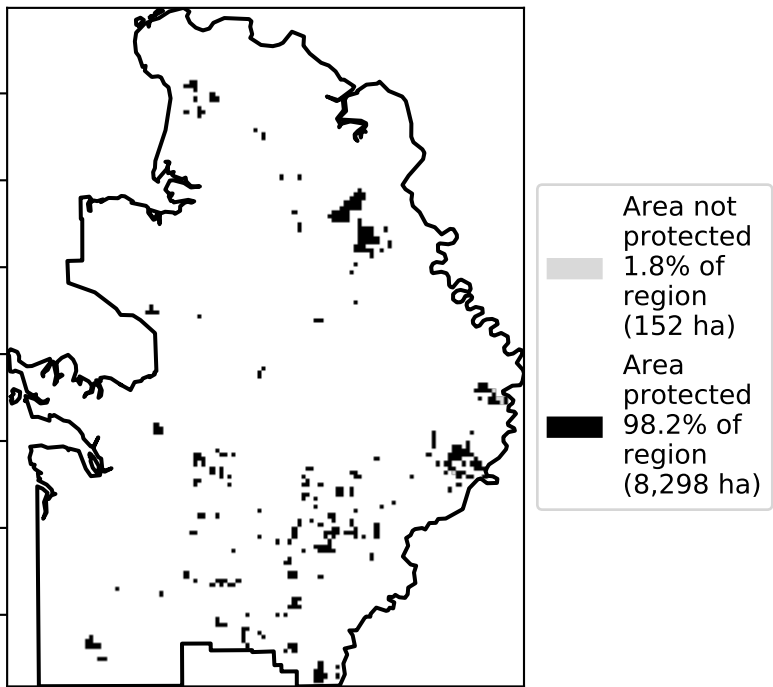 Area not
protected
1.8% of
region
(152 ha)
Area
protected
98.2% of
region
(8,298 ha)